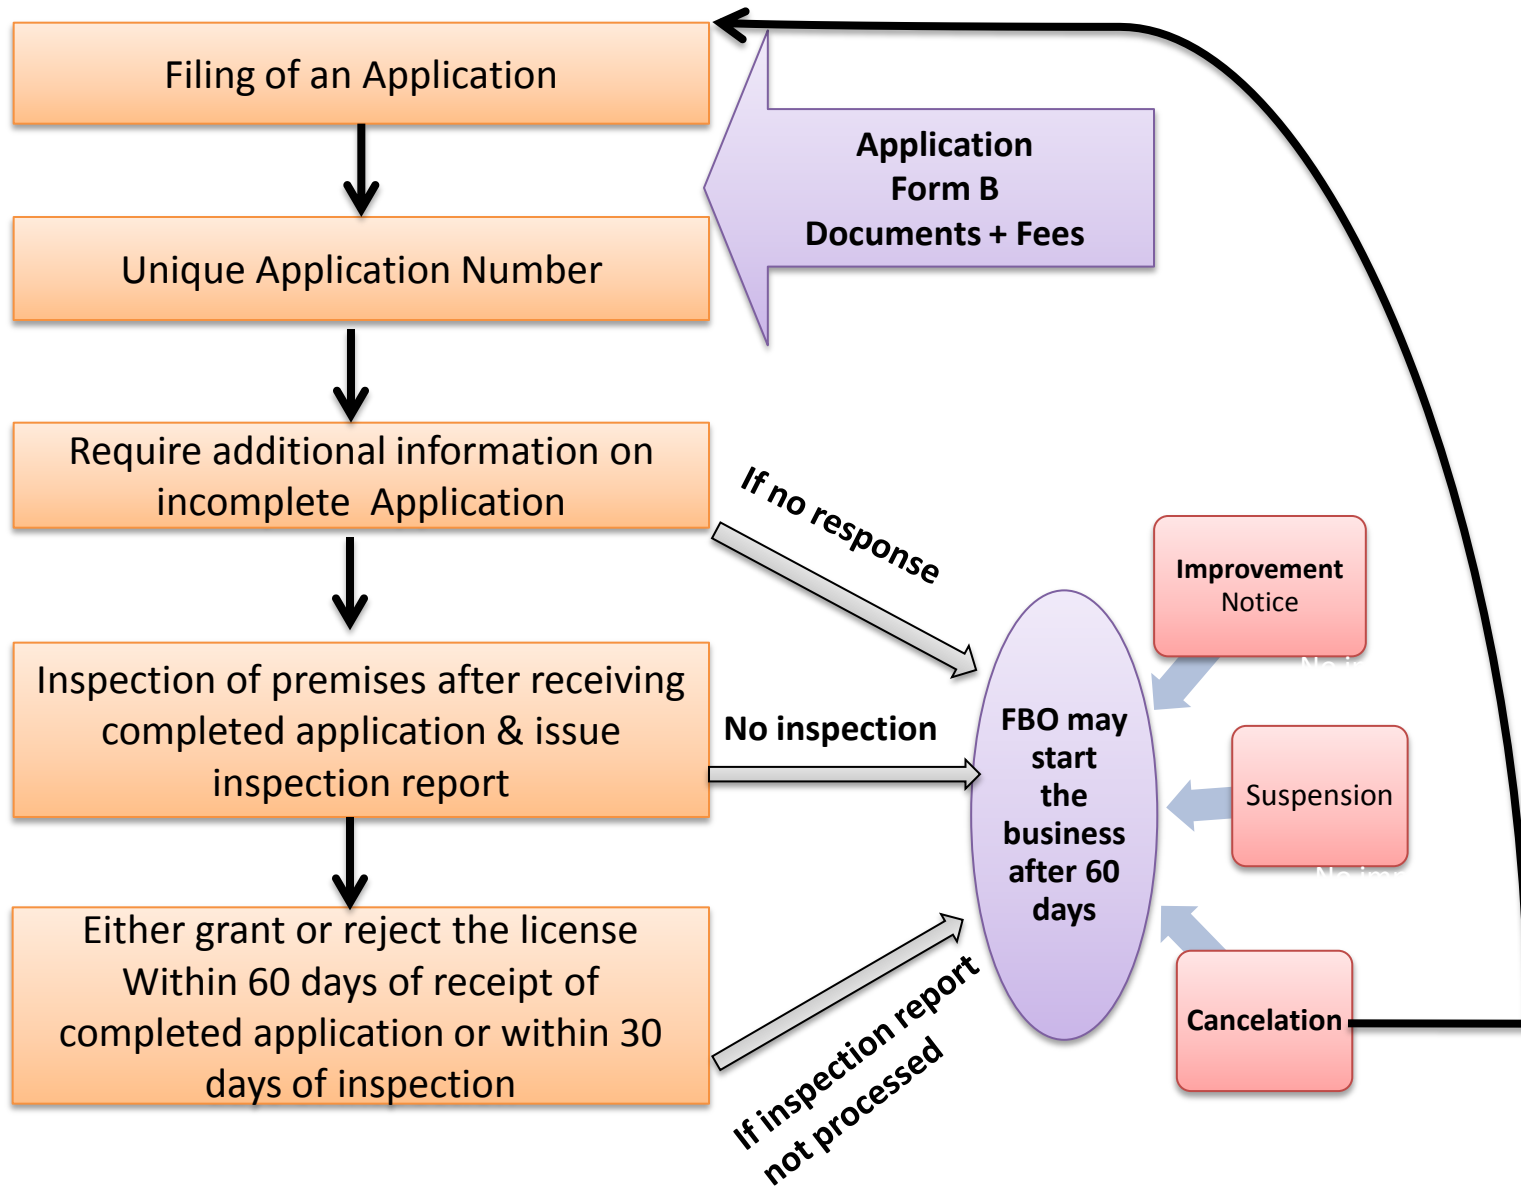 Filing of an Application
Application
Form B
Documents + Fees
Unique Application Number
Require additional information on
incomplete Application
If no response
Improvement
Notice
Inspection of premises after receiving
completed application & issue
inspection report
No inspection
FBO may
start
the
business
after 60
days
Suspension
Either grant or reject the license
Within 60 days of receipt of
completed application or within 30
days of inspection
If inspection report
not processed
Cancelation